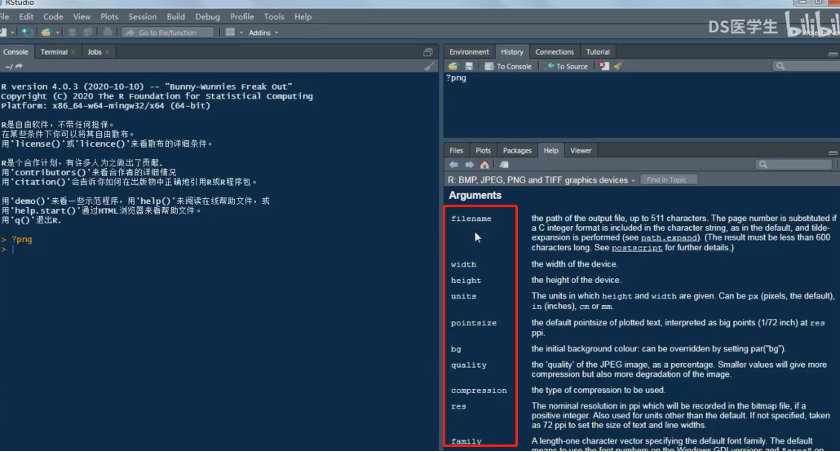 RStudio
File Edit Code View Plots Session Build Debug Profile Tools Help
Go to file/function
Addins
DS医学生 bilibili
Console Terminal Jobs
~/
R version 4.0.3 (2020-10-10) -- "Bunny-Wunnies Freak Out"
Copyright (C) 2020 The R Foundation for Statistical Computing
Platform: x86_64-w64-mingw32/x64 (64-bit)
R是自由软件，不带任何担保。
在某些条件下你可以将其自由散布。
用'license()'或'licence()'来看散布的详细条件。
R是个合作计划，有许多人为之做出了贡献.
用'contributors()'来看合作者的详细情况
用'citation()'会告诉你如何在出版物中正确地引用R或R程序包。
用'demo()'来看一些示范程序，用'help()'来阅读在线帮助文件，或
用'help.start()'通过HTML浏览器来看帮助文件。
用'q()'退出R.
> ?png
>
Environment History Connections Tutorial
To Console To Source
?png
Files Plots Packages Help Viewer
R: BMP, JPEG, PNG and TIFF graphics devices Find in Topic
Arguments
filename the path of the output file, up to 511 characters. The page number is substituted if
a C integer format is included in the character string, as in the default, and tilde-
expansion is performed (see path.expand). (The result must be less than 600
characters long. See postscript for further details.)
width the width of the device.
height the height of the device.
units The units in which height and width are given. Can be px (pixels, the default),
in (inches), cm or mm.
pointsize the default pointsize of plotted text, interpreted as big points (1/72 inch) at res
ppi.
bg the initial background colour: can be overridden by setting par("bg").
quality the 'quality' of the JPEG image, as a percentage. Smaller values will give more
compression but also more degradation of the image.
compression the type of compression to be used.
res The nominal resolution in ppi which will be recorded in the bitmap file, if a
positive integer. Also used for units other than the default. If not specified, taken
as 72 ppi to set the size of text and line widths.
family A length-one character vector specifying the default font family. The default
means to use the font numbers on the Windows GDI versions and